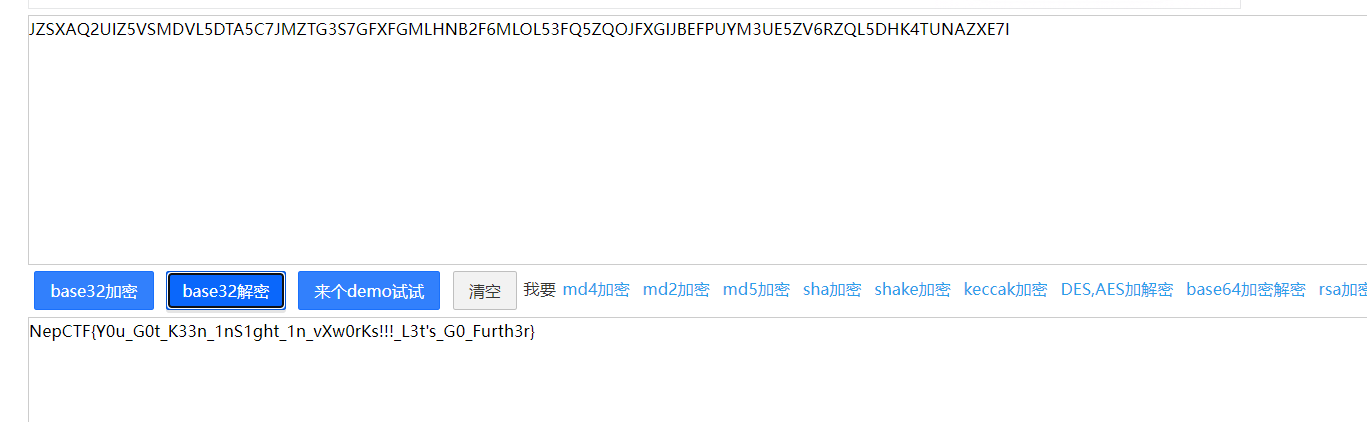 JZSXAQ2UIZ5VSMDVL5DTA5C7JMZTG3S7GFXFGMLHNB2F6MLOL53FQ5ZQOJFXGIJBEFPUYM3UE5ZV6RZQL5DHK4TUNAZXE7I
base32加密 base32解密 来个demo试试 清空 我要 md4加密 md2加密 md5加密 sha加密 shake加密 keccak加密 DES,AES加解密 base64加密解密 rsa加密
NepCTF{Y0u_G0t_K33n_1nS1ght_1n_vXw0rKs!!!_L3t's_G0_Furth3r}